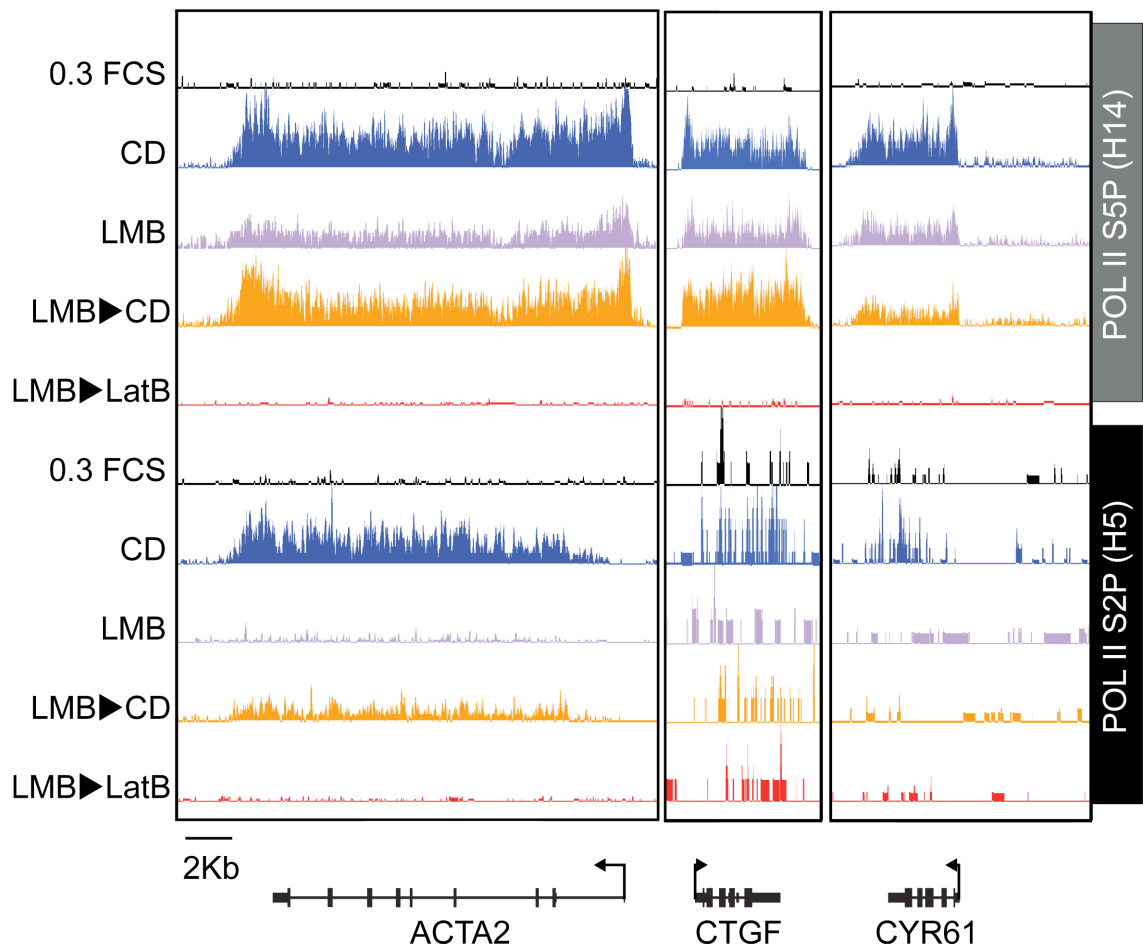 0.3 FCS
CD
LMB
LMB▶CD
LMB▶LatB
POL II S5P (H14)
0.3 FCS
CD
LMB
LMB▶CD
LMB▶LatB
POL II S2P (H5)
2Kb
ACTA2
CTGF
CYR61